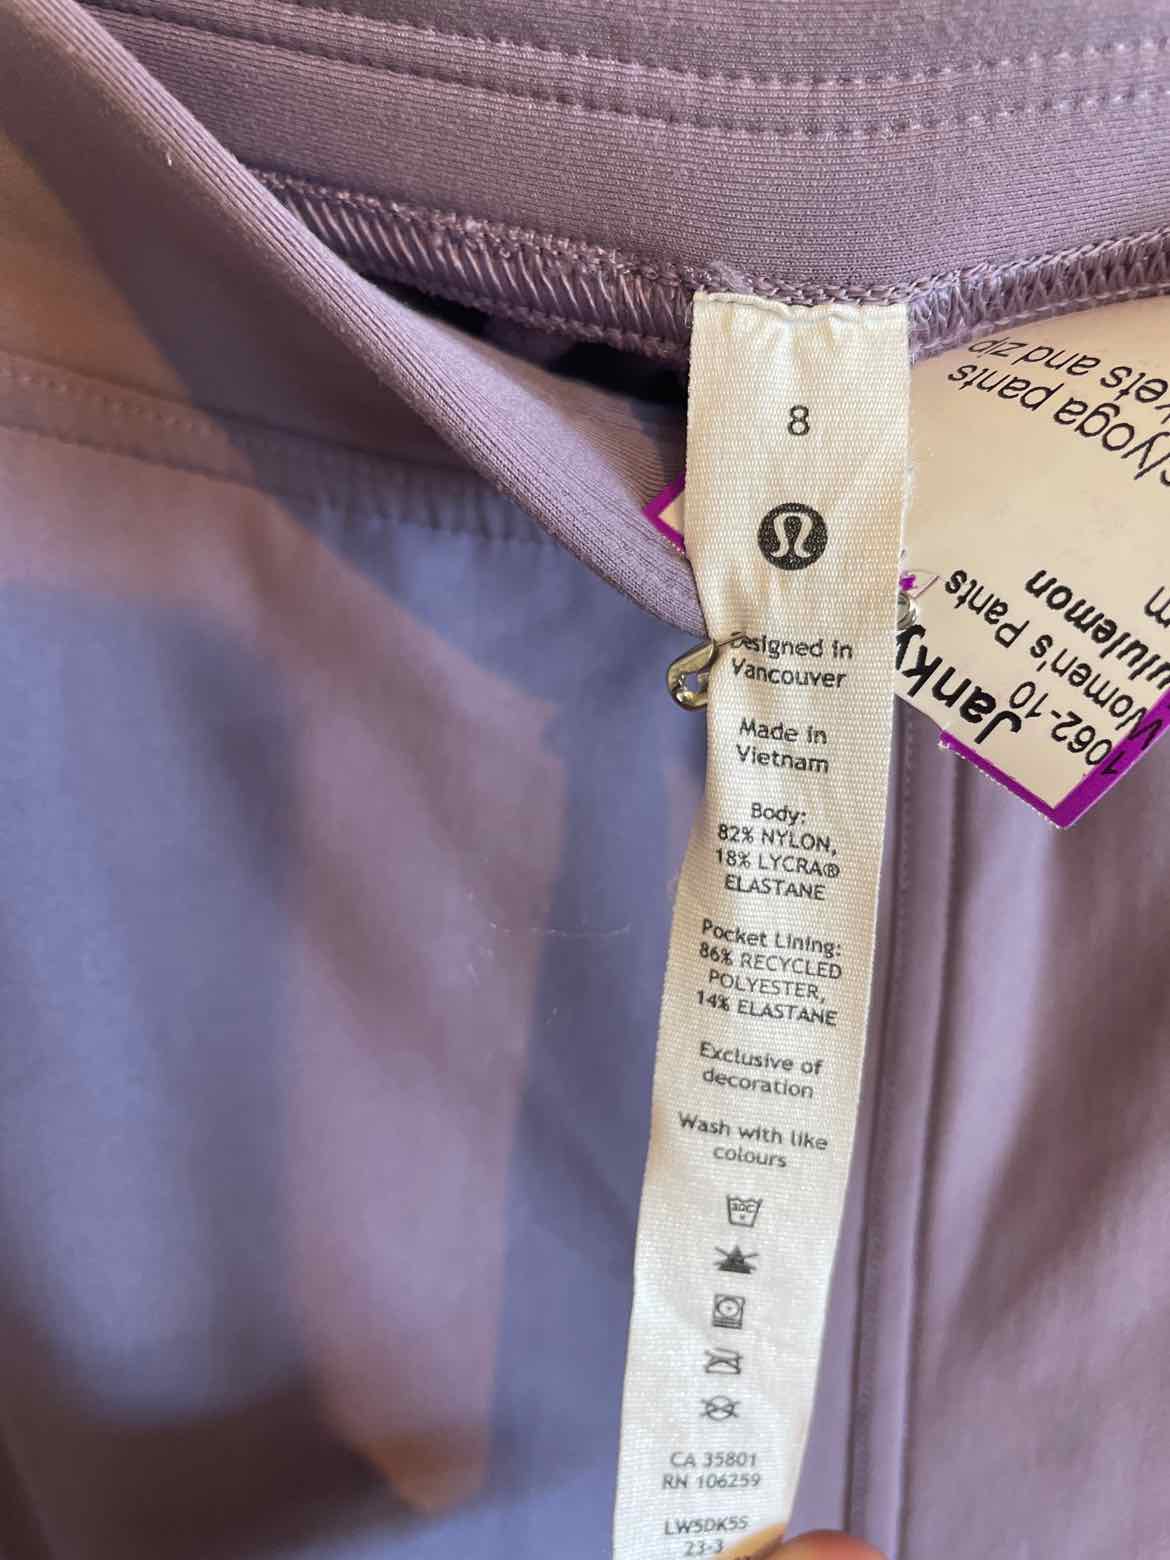 8
Designed in
Vancouver
Made in
Vietnam
Body:
82% NYLON,
18% LYCRA®
ELASTANE
Pocket Lining:
86% RECYCLED
POLYESTER,
14% ELASTANE
Exclusive of
decoration
Wash with like
colours
30C
CA 35801
RN 106259
LW5DK5S
23-3
Janky
1062-10
Women's Pants
lululemon
m
/yoga pants
kets and zip